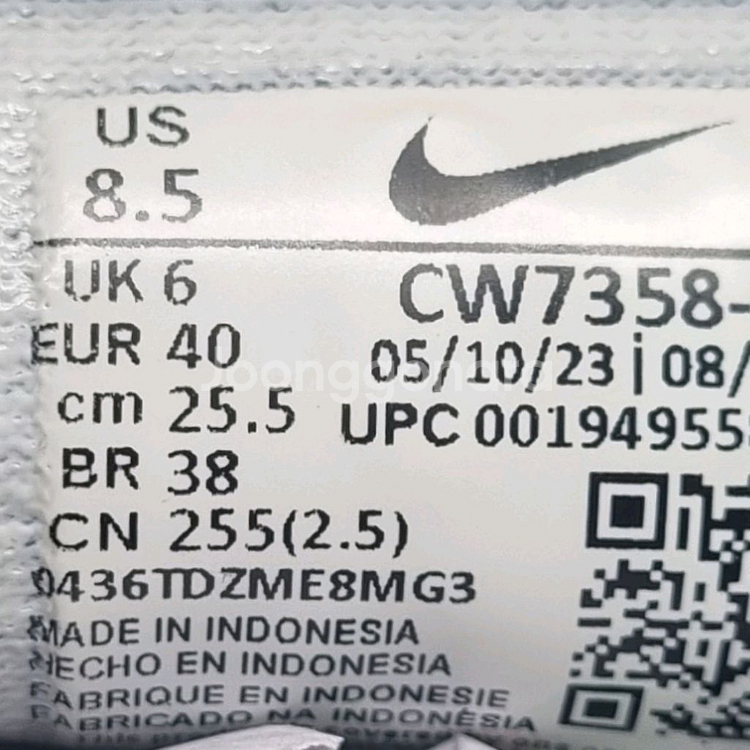 US
8.5
UK 6
EUR 40
cm 25.5
BR 38
CN 255(2.5)
CW7358-
05/10/23 | 08/
UPC 00194955
0436TDZME8MG3
MADE IN INDONESIA
HECHO EN INDONESIA
FABRIQUE EN INDONESIE
FABRICADO NA INDONÉSIA
Joonggonara